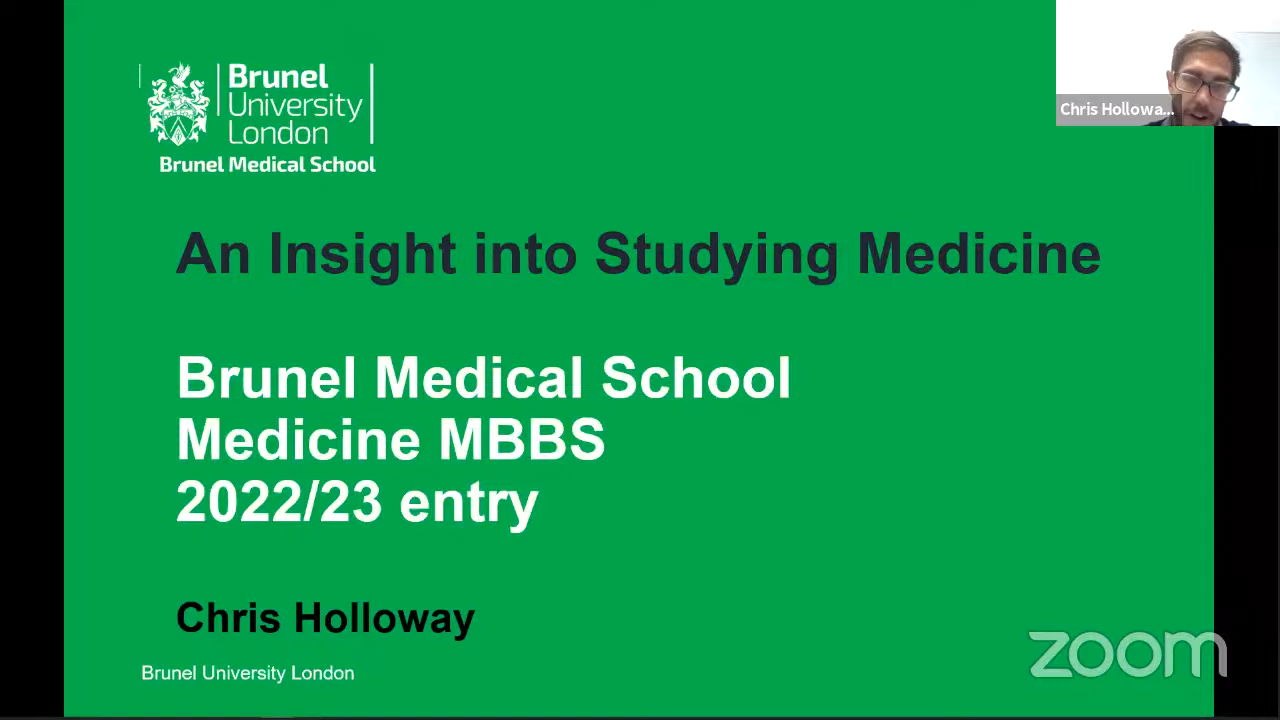 Brunel
University
London
Brunel Medical School
Chris Hollowa...
An Insight into Studying Medicine
Brunel Medical School
Medicine MBBS
2022/23 entry
Chris Holloway
Brunel University London
zoom